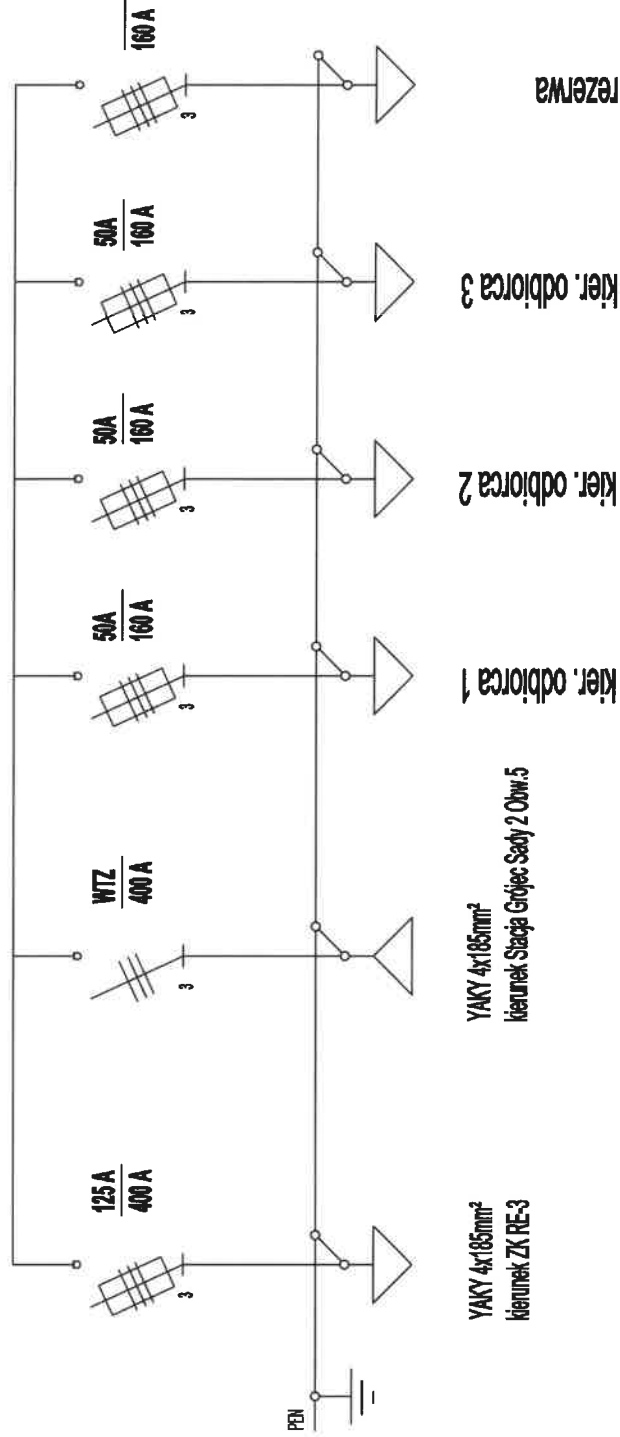 125 A
400 A
WTZ
400 A
50A
160 A
50A
160 A
50A
160 A
160 A
3
3
3
3
3
3
PEN
YAKY 4x185mm²
kierunek ZK RE-3
YAKY 4x185mm²
kierunek Stacja Grójec Sady 2 Obw.5
kier. odbiorca 1
kier. odbiorca 2
kier. odbiorca 3
rezerwa